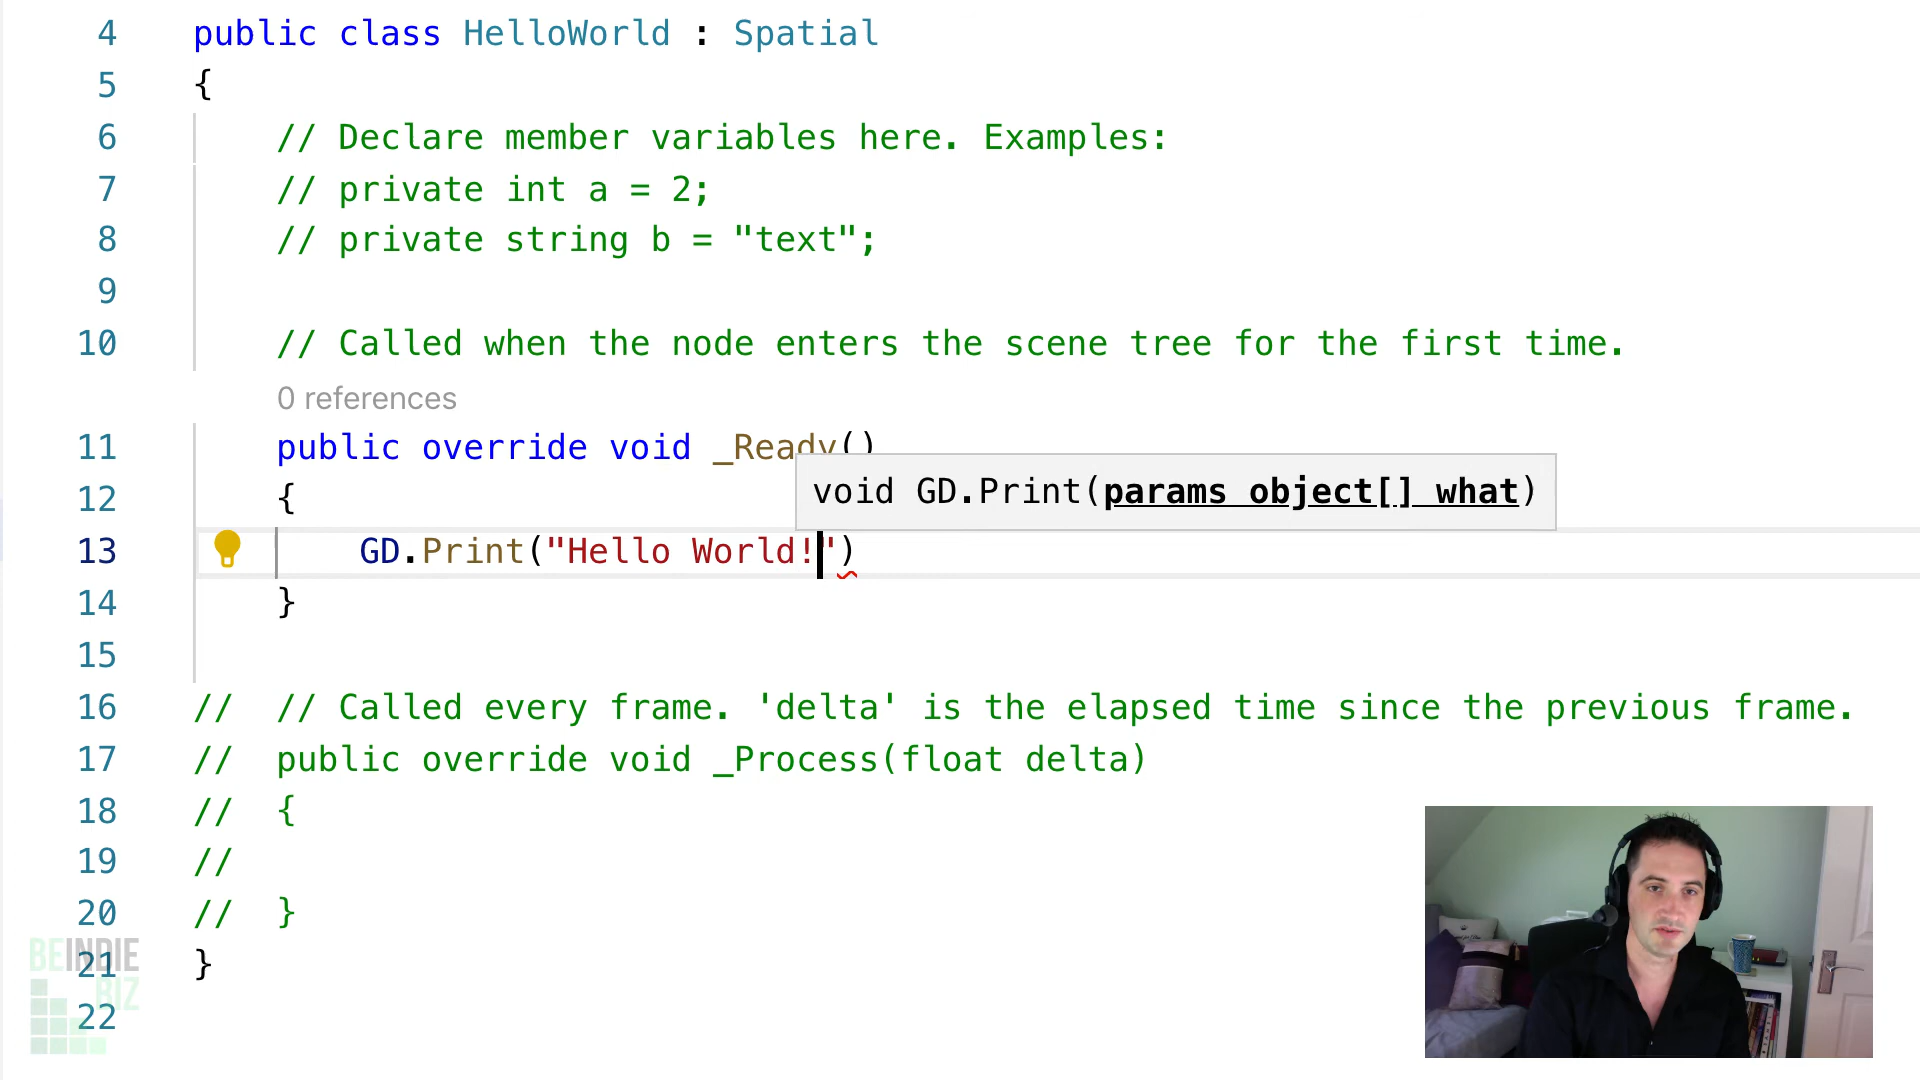 4 public class HelloWorld : Spatial
5 {
6 // Declare member variables here. Examples:
7 // private int a = 2;
8 // private string b = "text";
9
10 // Called when the node enters the scene tree for the first time.
0 references
11 public override void _Ready()
void GD.Print(params object[] what)
12 {
13 GD.Print("Hello World!")
14 }
15
16 // // Called every frame. 'delta' is the elapsed time since the previous frame.
17 // public override void _Process(float delta)
18 // {
19 //
20 // }
21 }
22
BEINDIE
BIZ